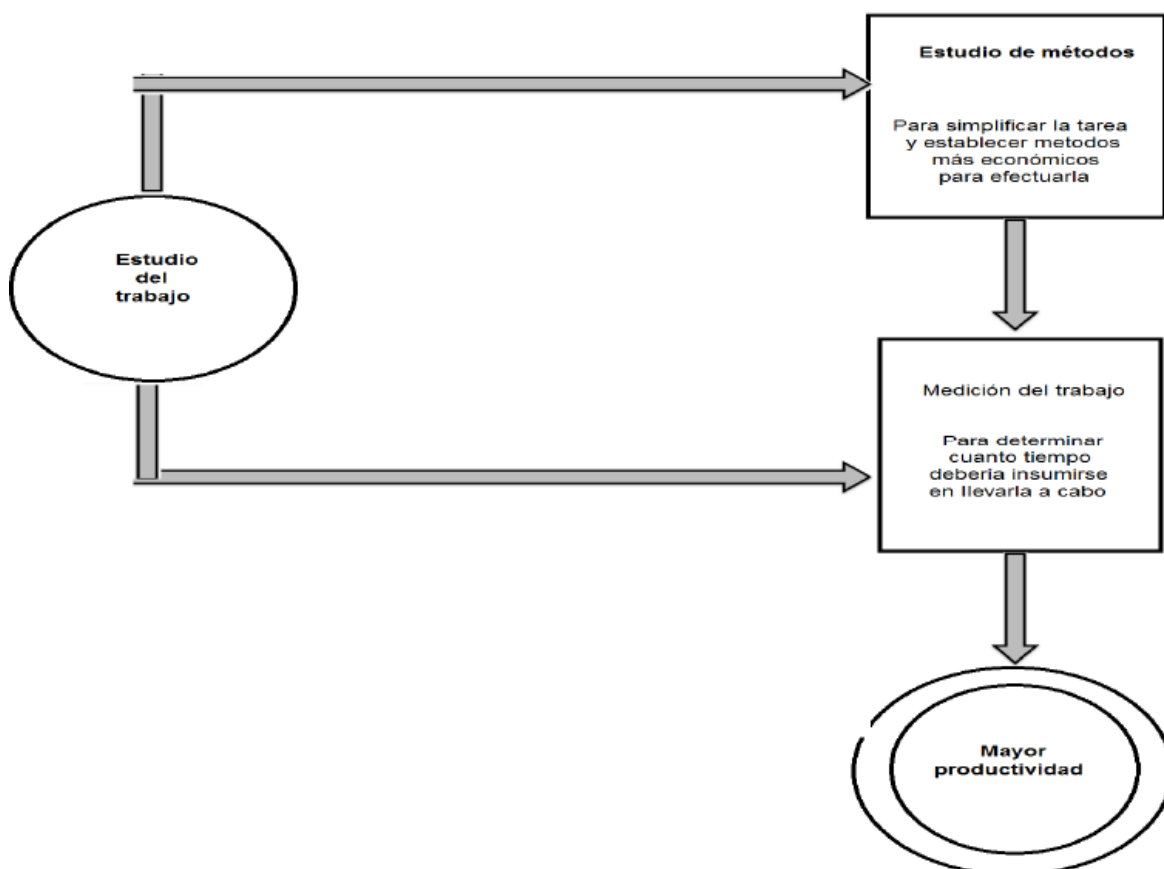 Estudio de métodos
Para simplificar la tarea
y establecer metodos
más económicos
para efectuarla
Estudio
del
trabajo
Medición del trabajo
Para determinar
cuanto tiempo
debería insumirse
en llevarla a cabo
Mayor
productividad